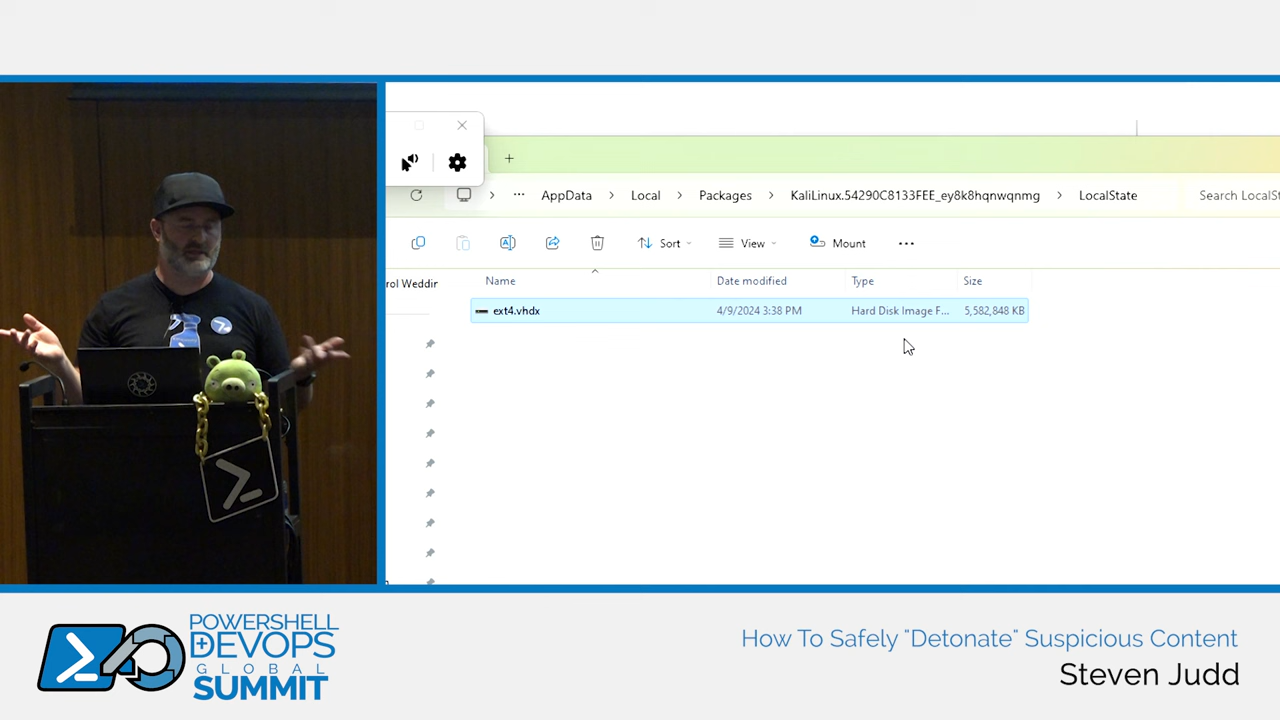 AppData > Local > Packages > KaliLinux.54290C8133FEE_ey8k8hqnwqnmg > LocalState
Search LocalSt
Sort
View
Mount
Name
Date modified
Type
Size
rol Weddir
ext4.vhdx
4/9/2024 3:38 PM
Hard Disk Image F...
5,582,848 KB
POWERSHELL
DEVOPS
GLOBAL
SUMMIT
How To Safely "Detonate" Suspicious Content
Steven Judd